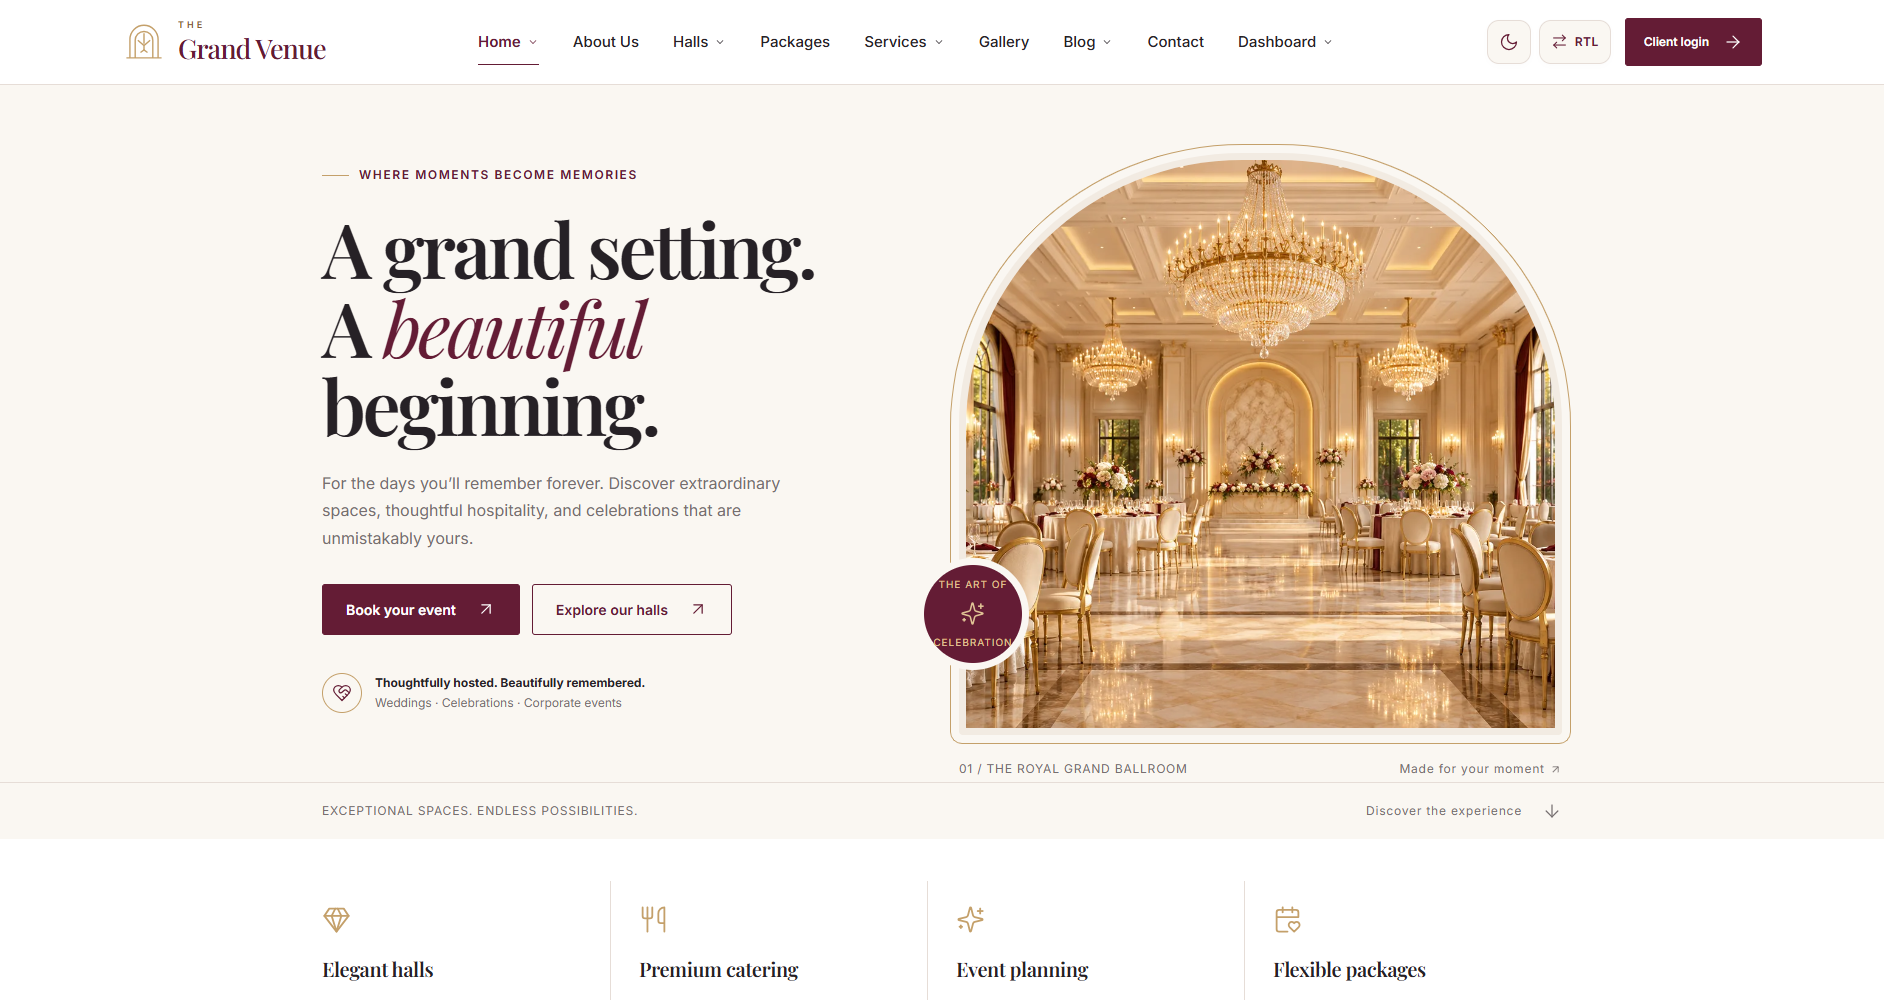 THE
Grand Venue
Home
About Us
Halls
Packages
Services
Gallery
Blog
Contact
Dashboard
RTL
Client login
WHERE MOMENTS BECOME MEMORIES
A grand setting.
A beautiful
beginning.
For the days you’ll remember forever. Discover extraordinary
spaces, thoughtful hospitality, and celebrations that are
unmistakably yours.
Book your event
Explore our halls
Thoughtfully hosted. Beautifully remembered.
Weddings · Celebrations · Corporate events
THE ART OF
CELEBRATION
01 / THE ROYAL GRAND BALLROOM
Made for your moment
EXCEPTIONAL SPACES. ENDLESS POSSIBILITIES.
Discover the experience
Elegant halls
Premium catering
Event planning
Flexible packages